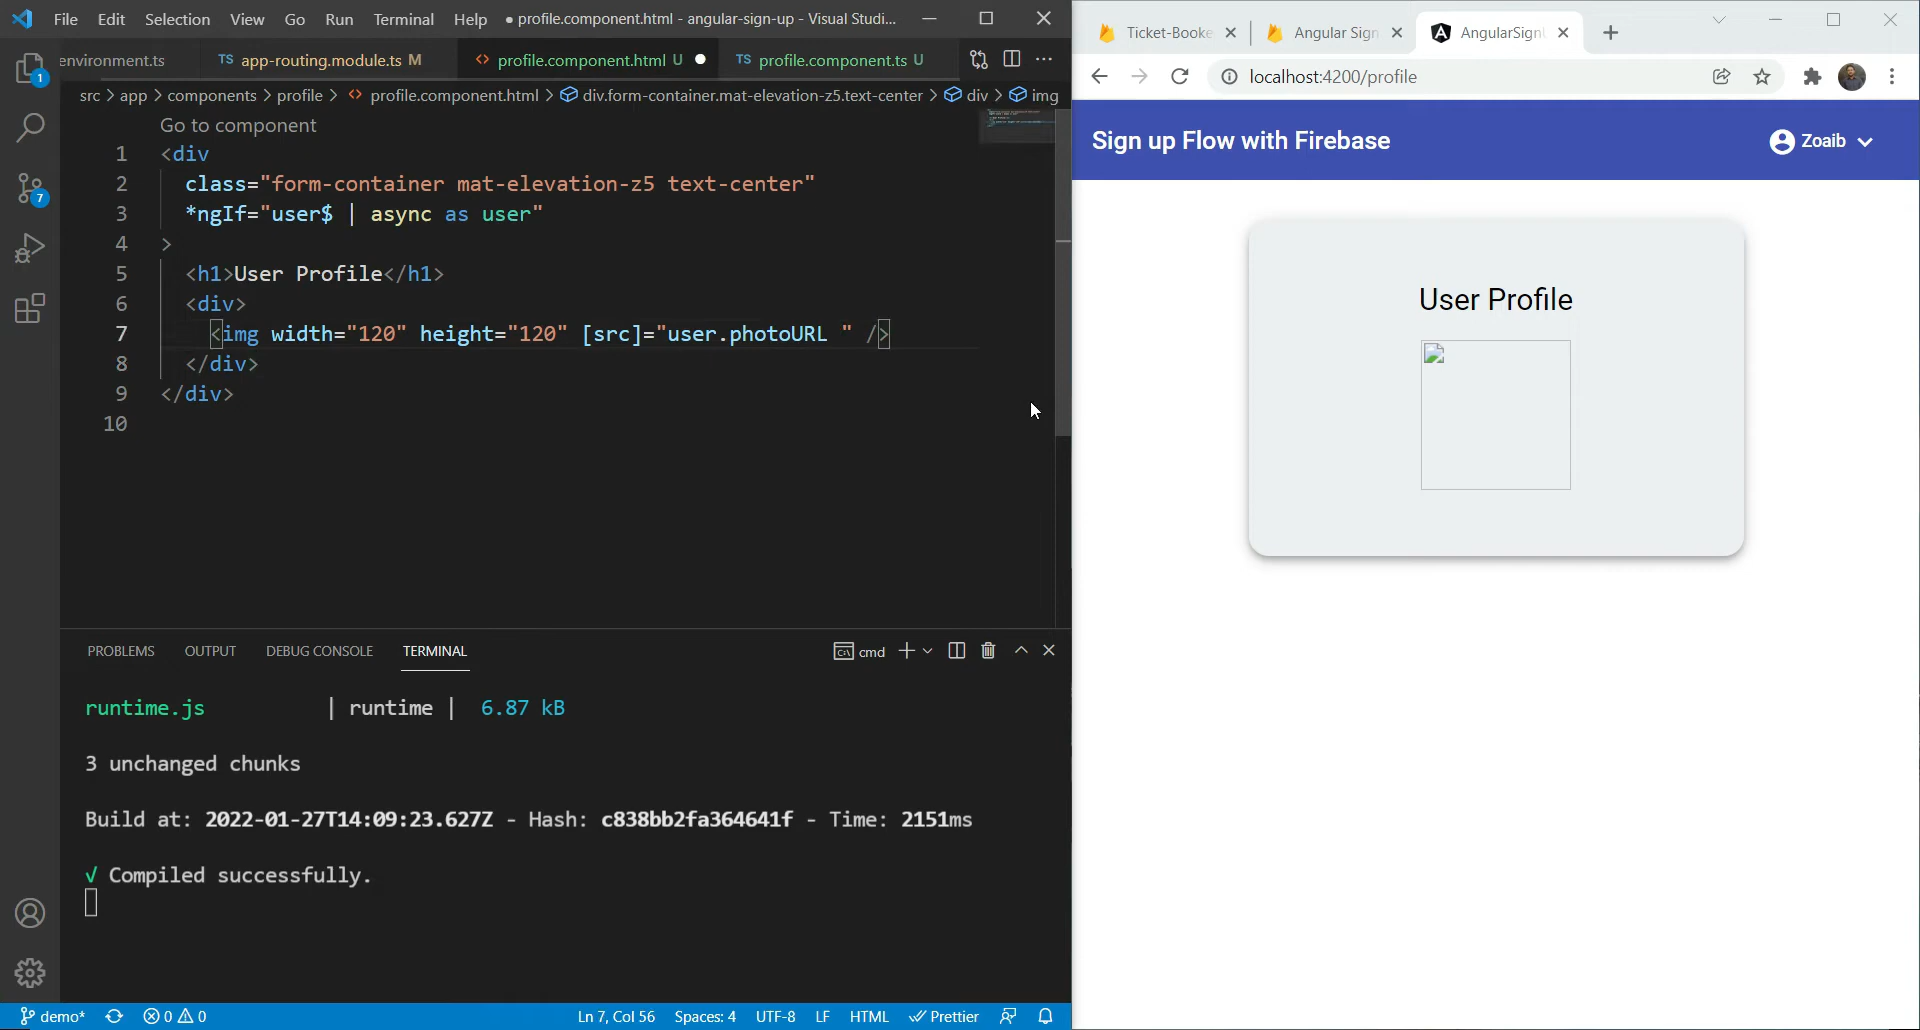 File Edit Selection View Go Run Terminal Help ● profile.component.html - angular-sign-up - Visual Studi...
environment.ts TS app-routing.module.ts M <> profile.component.html U ● TS profile.component.ts U ···
src > app > components > profile > <> profile.component.html > div.form-container.mat-elevation-z5.text-center > div > img
Go to component
1 <div
2 class="form-container mat-elevation-z5 text-center"
3 *ngIf="user$ | async as user"
4 >
5 <h1>User Profile</h1>
6 <div>
7 <img width="120" height="120" [src]="user.photoURL " />
8 </div>
9 </div>
10
1
7
PROBLEMS OUTPUT DEBUG CONSOLE TERMINAL cmd
runtime.js | runtime | 6.87 kB
3 unchanged chunks
Build at: 2022-01-27T14:09:23.627Z - Hash: c838bb2fa364641f - Time: 2151ms
√ Compiled successfully.
demo* 0 0 Ln 7, Col 56 Spaces: 4 UTF-8 LF HTML Prettier
Ticket-Booke Angular Sign AngularSign
localhost:4200/profile
Sign up Flow with Firebase Zoaib
User Profile